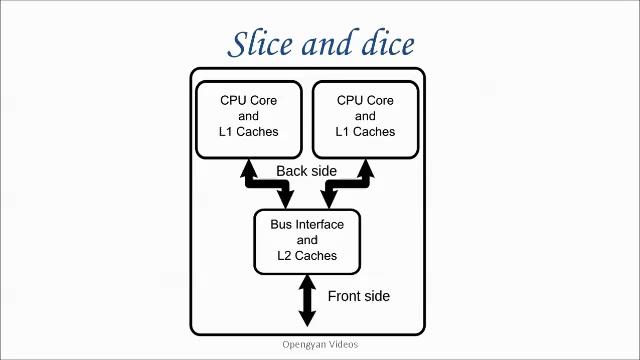 Slice and dice
CPU Core
and
L1 Caches
CPU Core
and
L1 Caches
Back side
Bus Interface
and
L2 Caches
Front side
Opengyan Videos